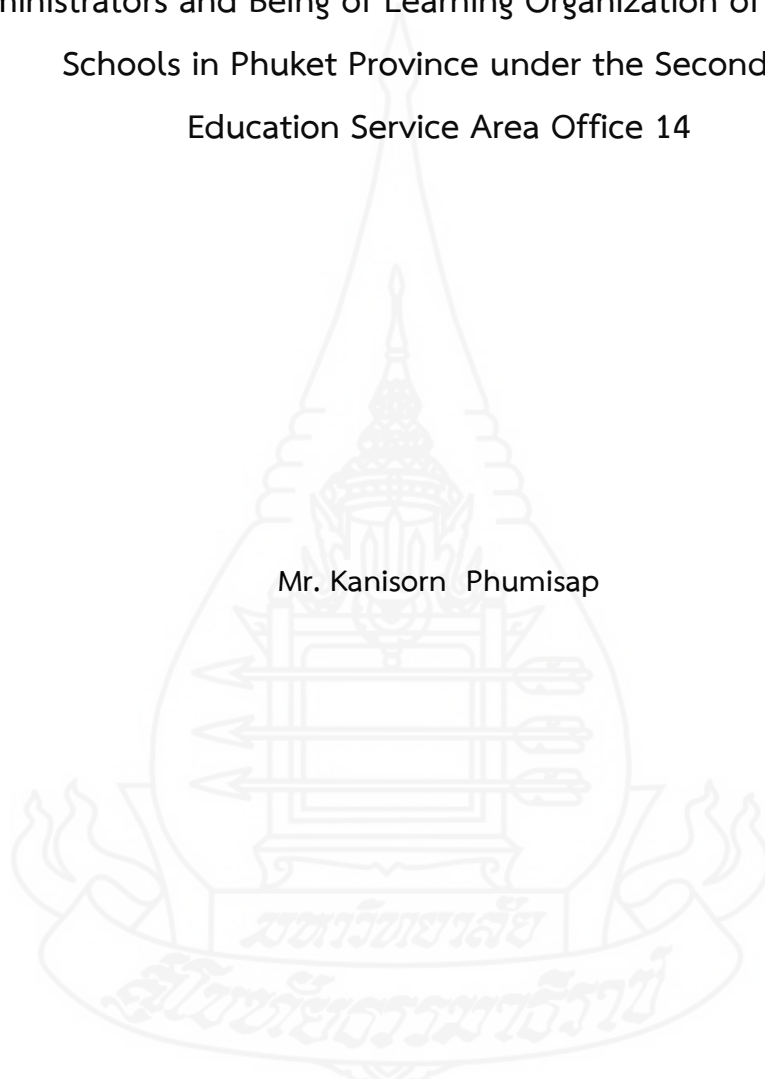 ministrators and Being of Learning Organization of
Schools in Phuket Province under the Second
Education Service Area Office 14
Mr. Kanisorn Phumisap
มหาวิทยาลัย
สุโขทัยธรรมาธิราช